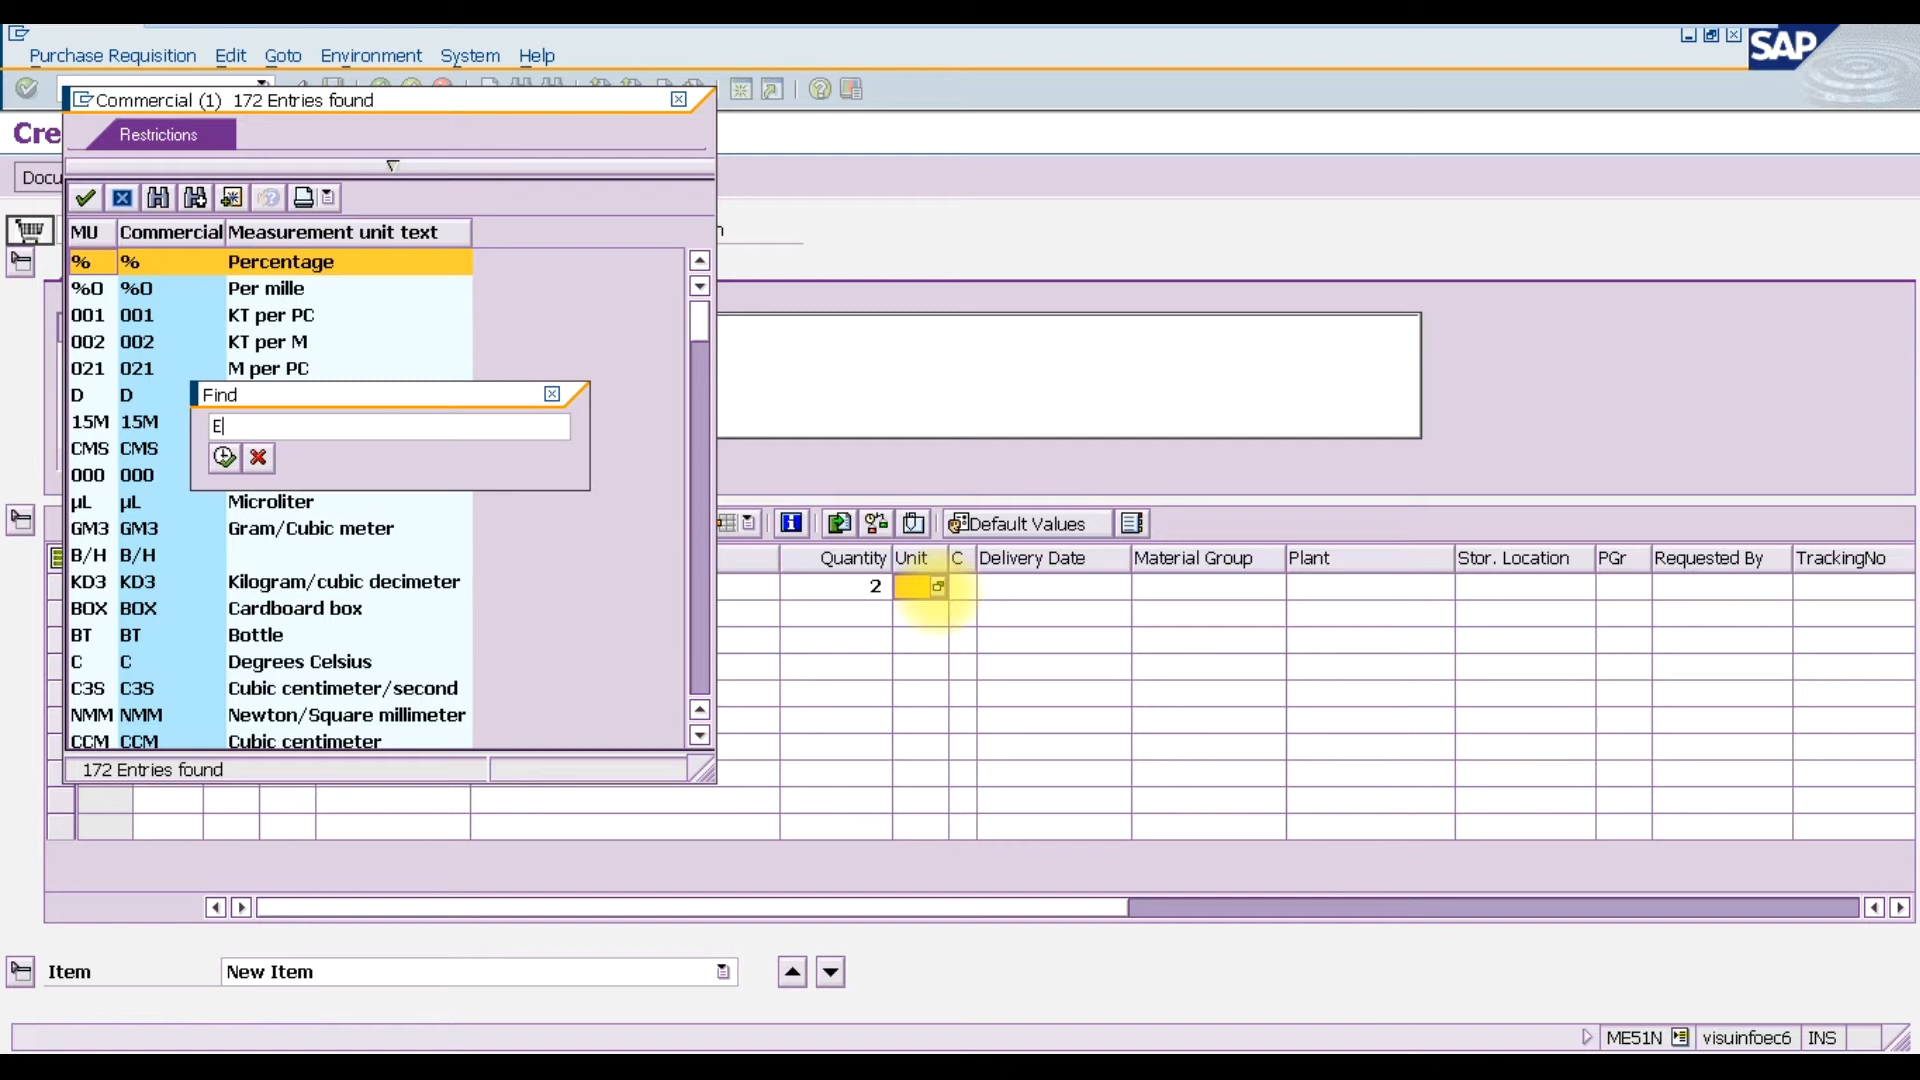 Purchase Requisition Edit Goto Environment System Help
SAP
Commercial (1) 172 Entries found
Cre
Restrictions
Docu
MU Commercial Measurement unit text
% % Percentage
%O %O Per mille
001 001 KT per PC
002 002 KT per M
021 021 M per PC
D D
15M 15M
CMS CMS
000 000
µL µL Microliter
GM3 GM3 Gram/Cubic meter
B/H B/H
KD3 KD3 Kilogram/cubic decimeter
BOX BOX Cardboard box
BT BT Bottle
C C Degrees Celsius
C3S C3S Cubic centimeter/second
NMM NMM Newton/Square millimeter
CCM CCM Cubic centimeter
172 Entries found
Find
E
n
Default Values
Quantity Unit C Delivery Date Material Group Plant Stor. Location PGr Requested By TrackingNo
2
Item New Item
ME51N visuinfoec6 INS